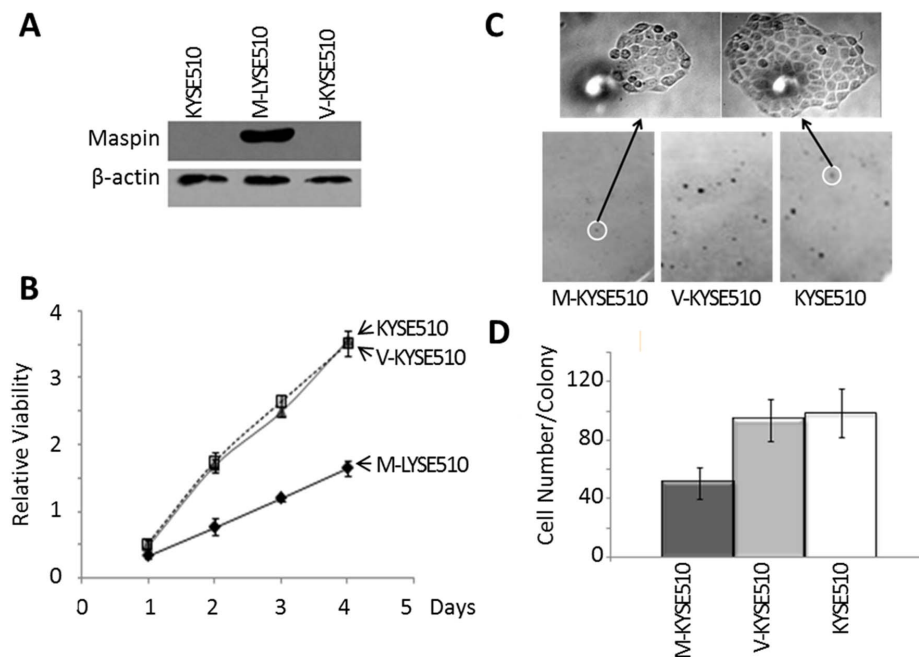 A
KYSE510
M-LYSE510
V-KYSE510
Maspin
β-actin
B
Relative Viability
4
3
2
1
0
0 1 2 3 4 5 Days
KYSE510
V-KYSE510
M-LYSE510
C
M-KYSE510 V-KYSE510 KYSE510
D
Cell Number/Colony
120
80
40
0
M-KYSE510
V-KYSE510
KYSE510